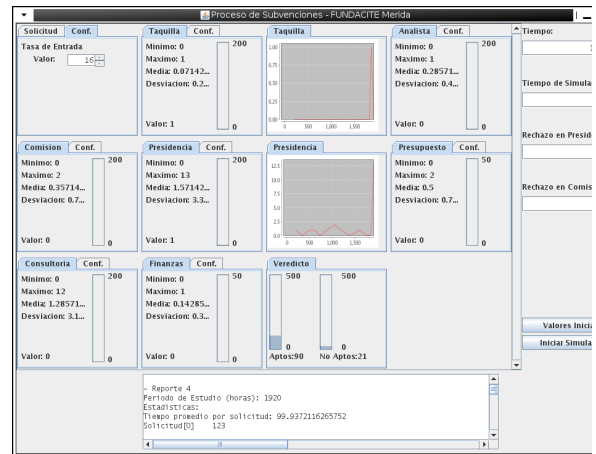 Proceso de Subvenciones - FUNDACITE Merida
Solicitud Conf.
Tasa de Entrada
Valor: 16
Taquilla Conf.
Minimo: 0
Maximo: 1
Media: 0.07142...
Desviacion: 0.2...
Valor: 1
200
0
Taquilla
1.00
0.75
0.50
0.25
0.00
0 500 1,000 1,500
Analista Conf.
Minimo: 0
Maximo: 1
Media: 0.28571...
Desviacion: 0.4...
Valor: 0
200
0
Tiempo:
1
Tiempo de Simula
Rechazo en Preside
Rechazo en Comis
Comision Conf.
Minimo: 0
Maximo: 2
Media: 0.35714...
Desviacion: 0.7...
Valor: 0
200
0
Presidencia Conf.
Minimo: 0
Maximo: 13
Media: 1.57142...
Desviacion: 3.3...
Valor: 1
200
0
Presidencia
12.5
10.0
7.5
5.0
2.5
0.0
0 500 1,000 1,500
Presupuesto Conf.
Minimo: 0
Maximo: 2
Media: 0.5
Desviacion: 0.7...
Valor: 0
50
0
Consultoria Conf.
Minimo: 0
Maximo: 12
Media: 1.28571...
Desviacion: 3.1...
Valor: 0
200
0
Finanzas Conf.
Minimo: 0
Maximo: 1
Media: 0.14285...
Desviacion: 0.3...
Valor: 0
50
0
Veredicto
500 500
0 0
Aptos:90 No Aptos:21
Valores Inicia
Iniciar Simula
- Reporte 4
Periodo de Estudio (horas): 1920
Estadisticas:
Tiempo promedio por solicitud: 99.9372116265752
Solicitud[0] 123